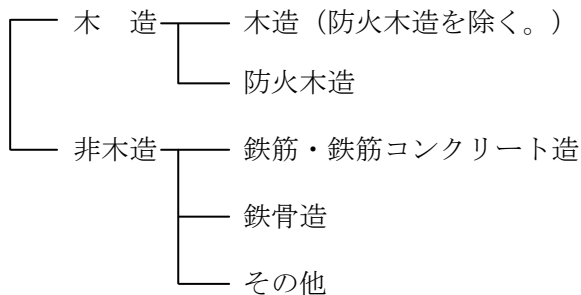 木　造　木造（防火木造を除く。）
防火木造
非木造　鉄筋・鉄筋コンクリート造
鉄骨造
その他